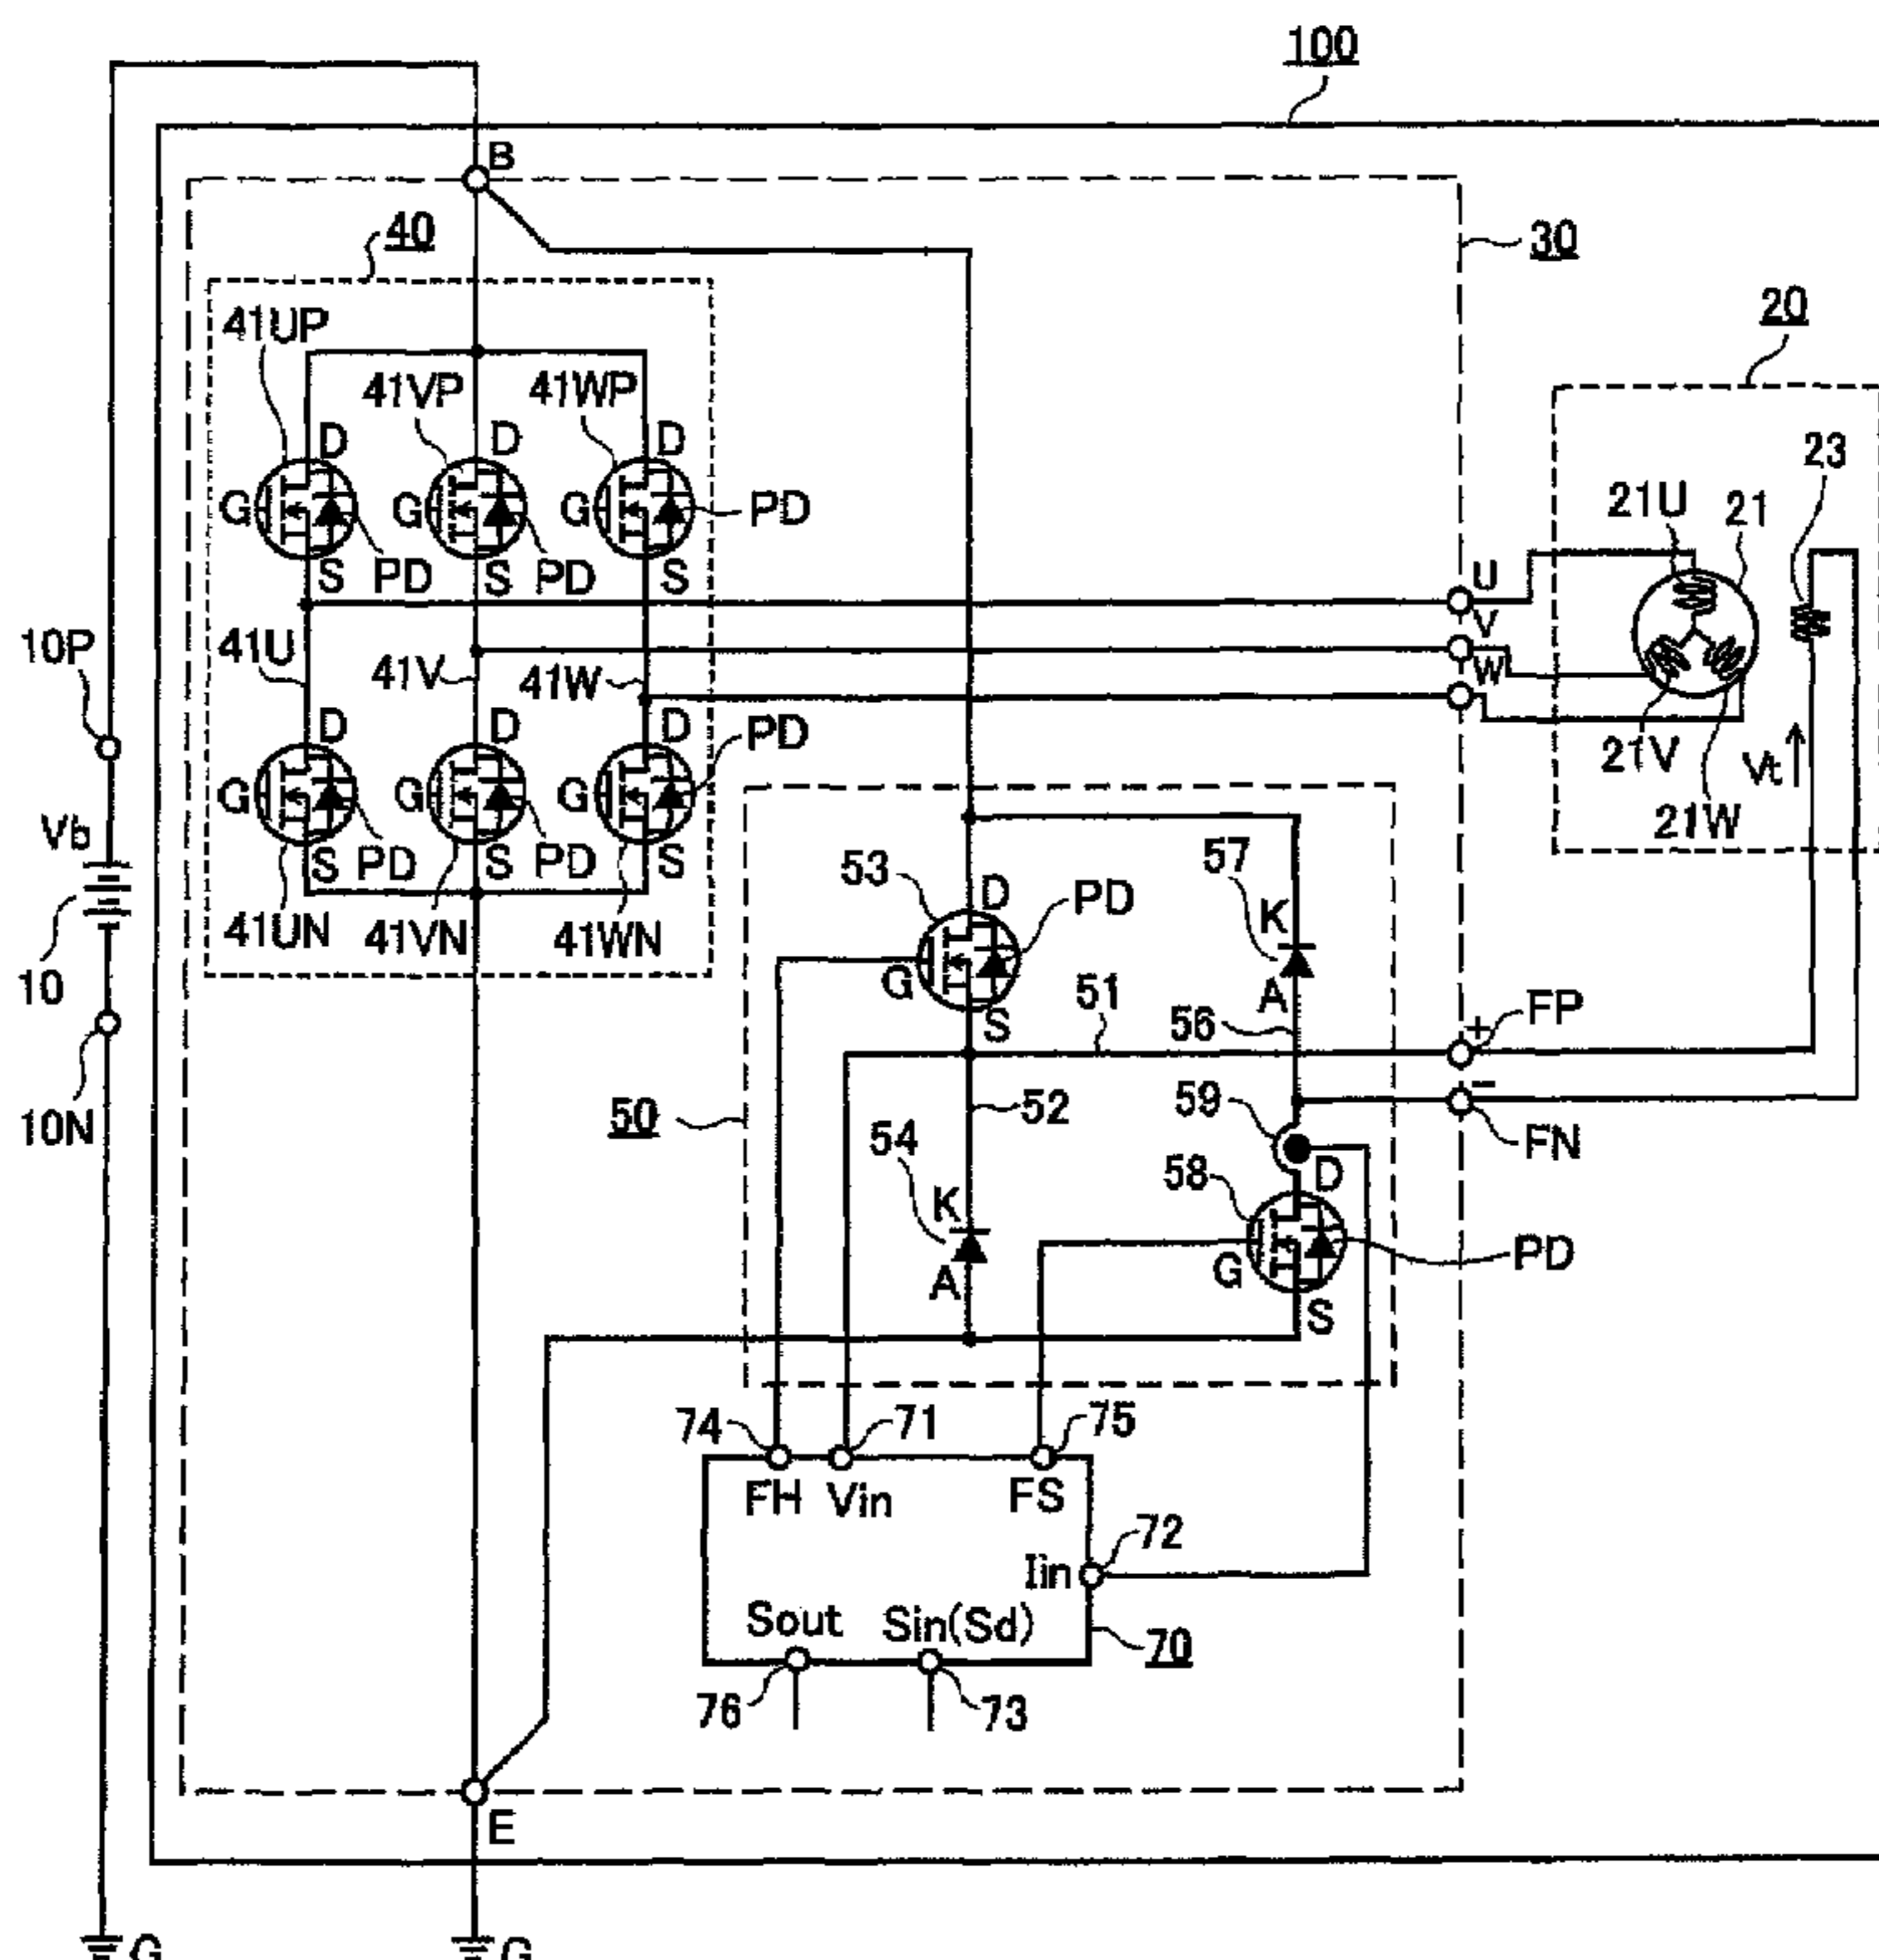 100
B
40
30
41UP
20
41VP
41WP
D
D
D
23
G
G
G
PD
21U
21
S
PD
S
PD
S
U
V
W
41U
41V
41W
10P
D
D
D
PD
21V
Vt
G
G
G
21W
Vb
S
PD
S
PD
S
57
53
D
PD
K
41UN
41VN
41WN
10
G
A
51
S
56
+
FP
-
10N
50
52
59
FN
54
58
D
K
PD
G
A
S
74
71
75
FH
Vin
FS
72
Iin
Sout
Sin(Sd)
70
76
73
E
G
G